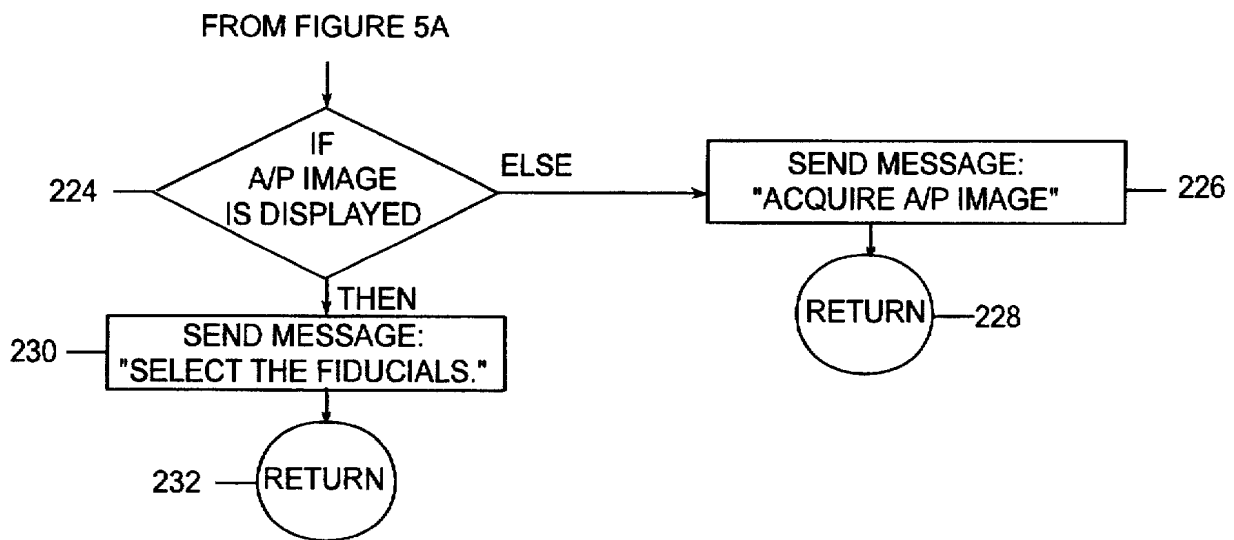 FROM FIGURE 5A
IF
A/P IMAGE
IS DISPLAYED
224
ELSE
SEND MESSAGE:
"ACQUIRE A/P IMAGE"
226
RETURN
228
THEN
SEND MESSAGE:
"SELECT THE FIDUCIALS."
230
RETURN
232